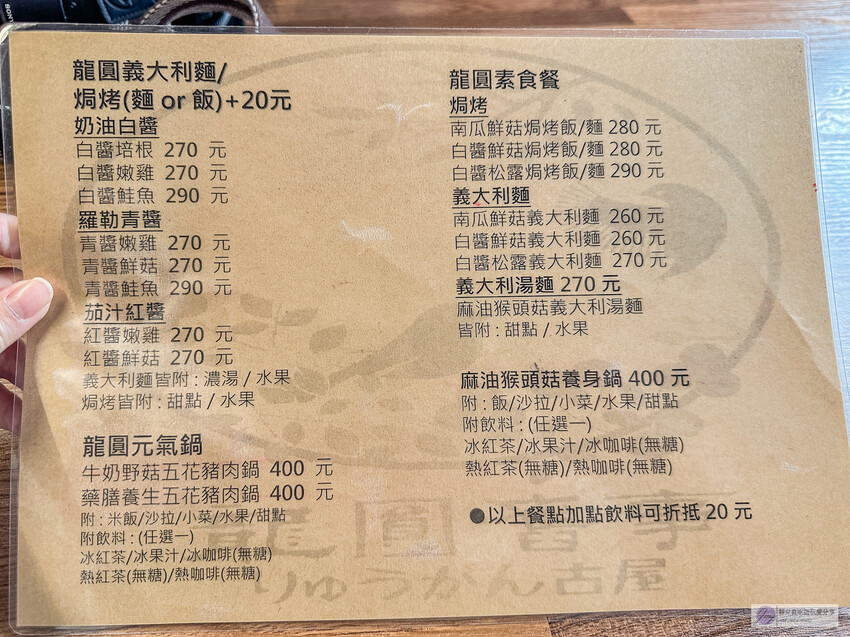 龍圓義大利麵/
焗烤(麵 or 飯)+20元
奶油白醬
白醬培根 270 元
白醬嫩雞 270 元
白醬鮭魚 290 元
羅勒青醬
青醬嫩雞 270 元
青醬鮮菇 270 元
青醬鮭魚 290 元
茄汁紅醬
紅醬嫩雞 270 元
紅醬鮮菇 270 元
義大利麵皆附 : 濃湯 / 水果
焗烤皆附 : 甜點 / 水果
龍圓元氣鍋
牛奶野菇五花豬肉鍋 400 元
藥膳養生五花豬肉鍋 400 元
附 : 米飯/沙拉/小菜/水果/甜點
附飲料 : (任選一)
冰紅茶/冰果汁/冰咖啡(無糖)
熱紅茶(無糖)/熱咖啡(無糖)
龍圓素食餐
焗烤
南瓜鮮菇焗烤飯/麵 280 元
白醬鮮菇焗烤飯/麵 280 元
白醬松露焗烤飯/麵 290 元
義大利麵
南瓜鮮菇義大利麵 260 元
白醬鮮菇義大利麵 260 元
白醬松露義大利麵 270 元
義大利湯麵 270 元
麻油猴頭菇義大利湯麵
皆附 : 甜點 / 水果
麻油猴頭菇養身鍋 400 元
附 : 飯/沙拉/小菜/水果/甜點
附飲料 : (任選一)
冰紅茶/冰果汁/冰咖啡(無糖)
熱紅茶(無糖)/熱咖啡(無糖)
●以上餐點加點飲料可折抵 20 元
りゅうかん古屋
SONY